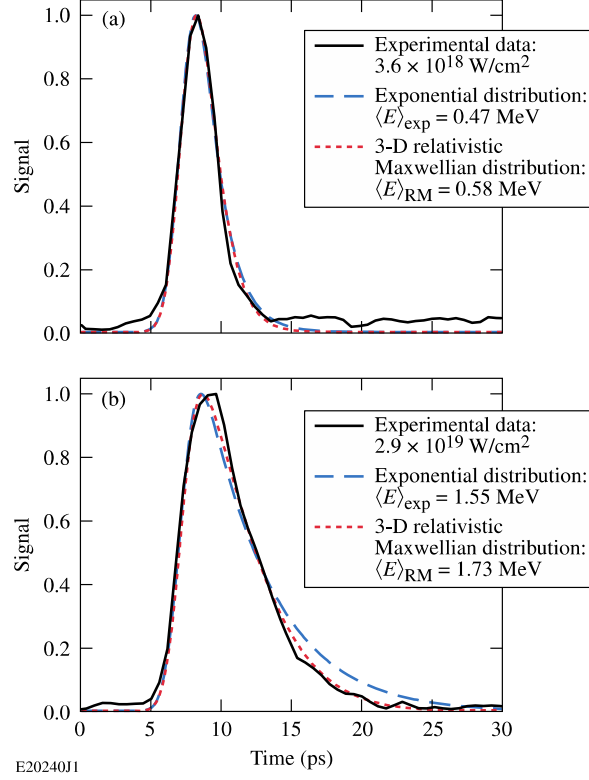 (a)
1.0
0.8
0.6
0.4
0.2
0.0
Signal
Experimental data:
3.6 × 10¹⁸ W/cm²
Exponential distribution:
⟨E⟩exp = 0.47 MeV
3-D relativistic
Maxwellian distribution:
⟨E⟩RM = 0.58 MeV
(b)
1.0
0.8
0.6
0.4
0.2
0.0
Signal
Experimental data:
2.9 × 10¹⁹ W/cm²
Exponential distribution:
⟨E⟩exp = 1.55 MeV
3-D relativistic
Maxwellian distribution:
⟨E⟩RM = 1.73 MeV
0 5 10 15 20 25 30
Time (ps)
E20240J1